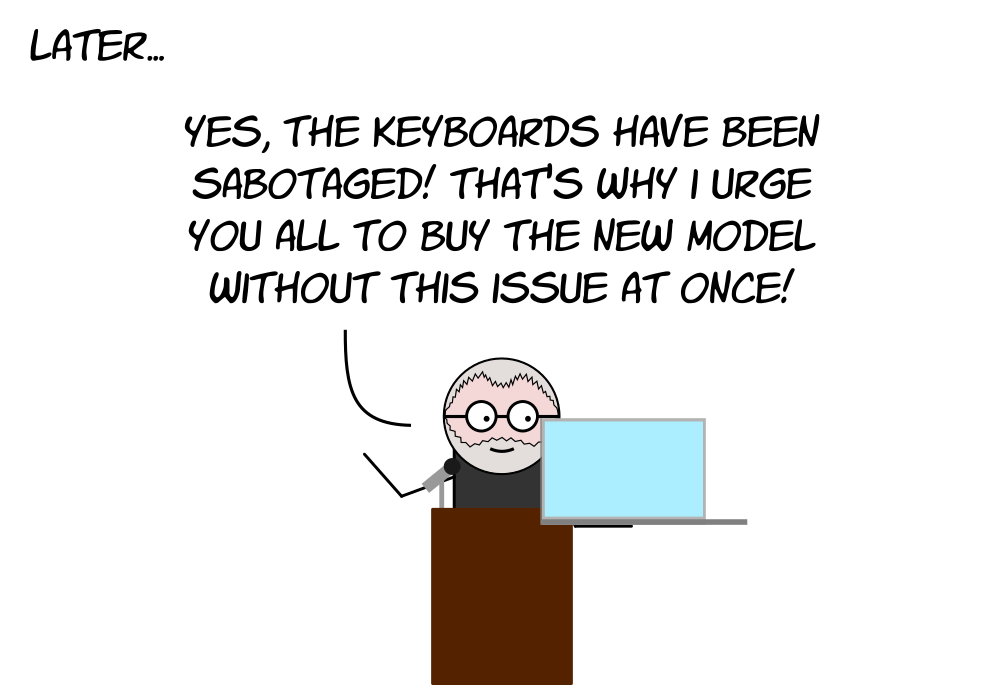 LATER...
YES, THE KEYBOARDS HAVE BEEN
SABOTAGED! THAT'S WHY I URGE
YOU ALL TO BUY THE NEW MODEL
WITHOUT THIS ISSUE AT ONCE!